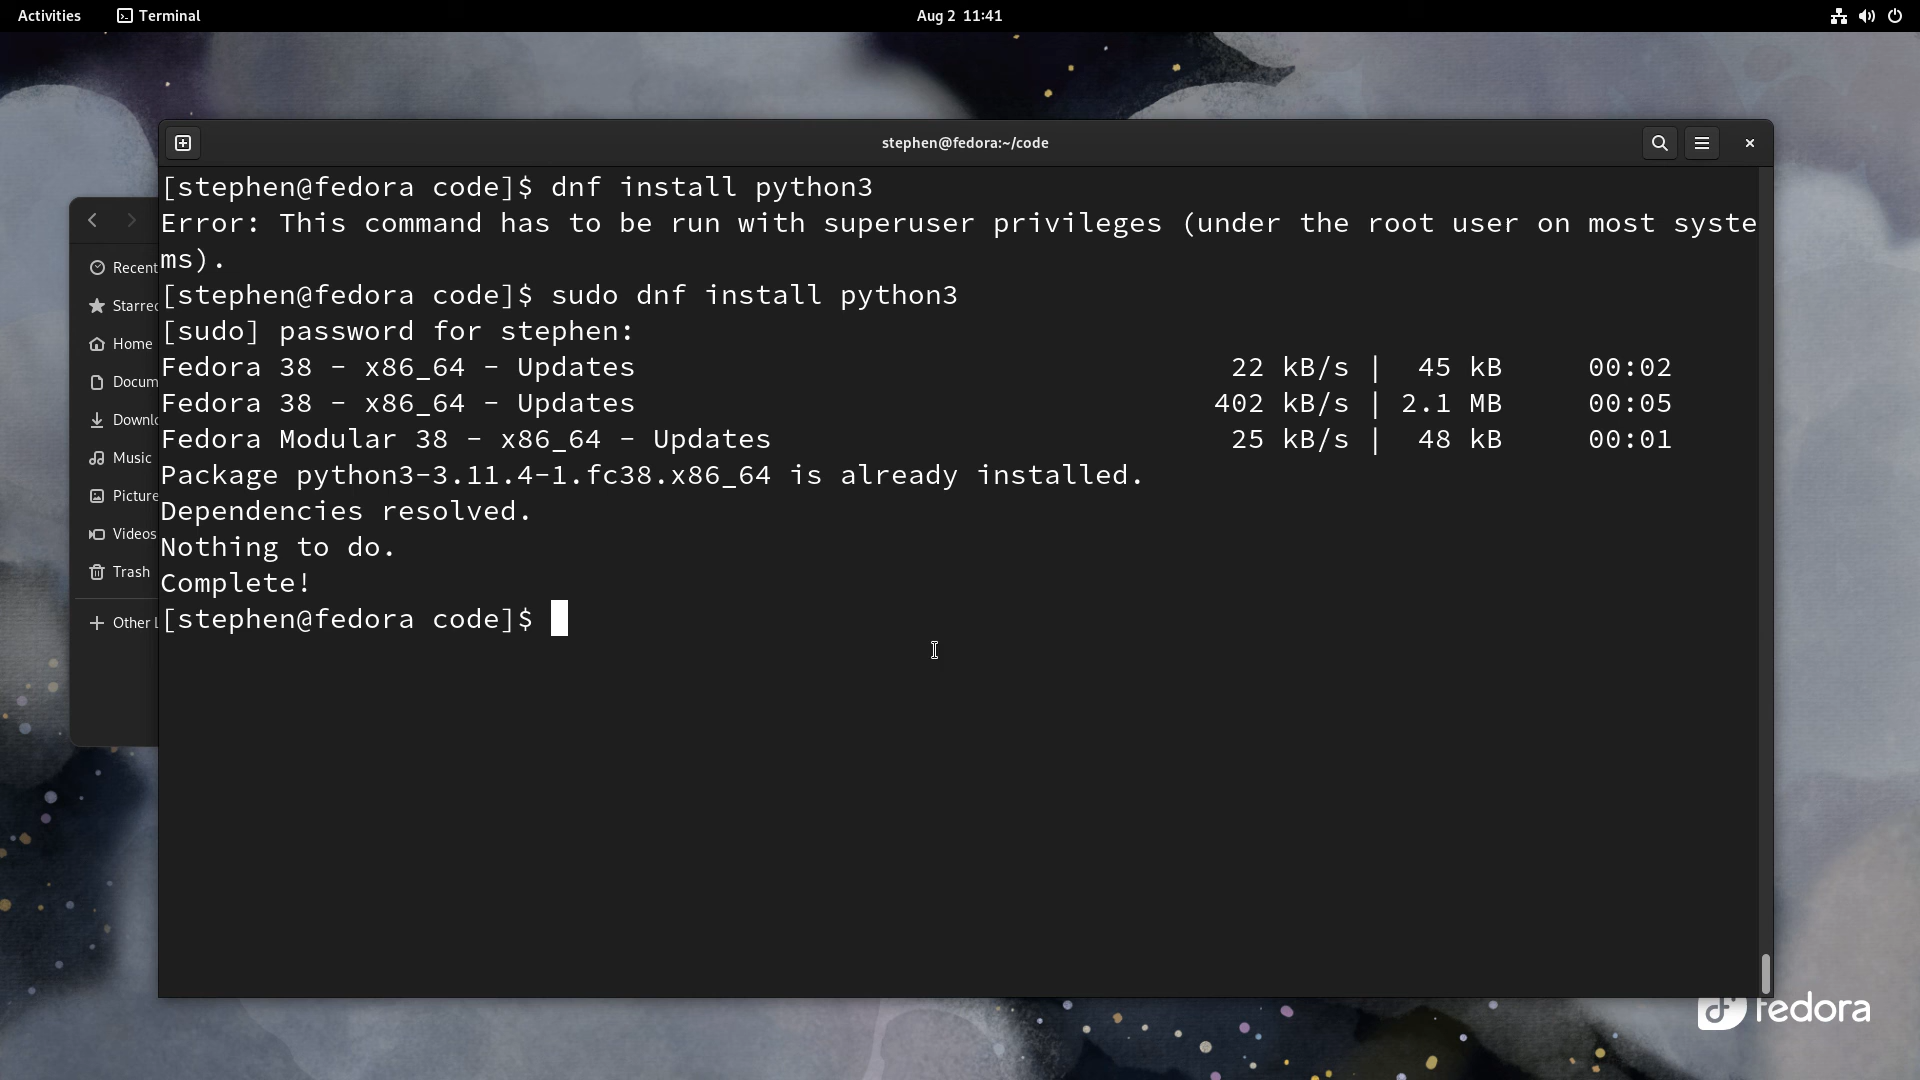 Activities
Terminal
Aug 2 11:41
stephen@fedora:~/code
[stephen@fedora code]$ dnf install python3
Error: This command has to be run with superuser privileges (under the root user on most syste
ms).
[stephen@fedora code]$ sudo dnf install python3
[sudo] password for stephen:
Fedora 38 - x86_64 - Updates 22 kB/s | 45 kB 00:02
Fedora 38 - x86_64 - Updates 402 kB/s | 2.1 MB 00:05
Fedora Modular 38 - x86_64 - Updates 25 kB/s | 48 kB 00:01
Package python3-3.11.4-1.fc38.x86_64 is already installed.
Dependencies resolved.
Nothing to do.
Complete!
[stephen@fedora code]$
Recent
Starre
Home
Docum
Downl
Music
Picture
Videos
Trash
Other
fedora